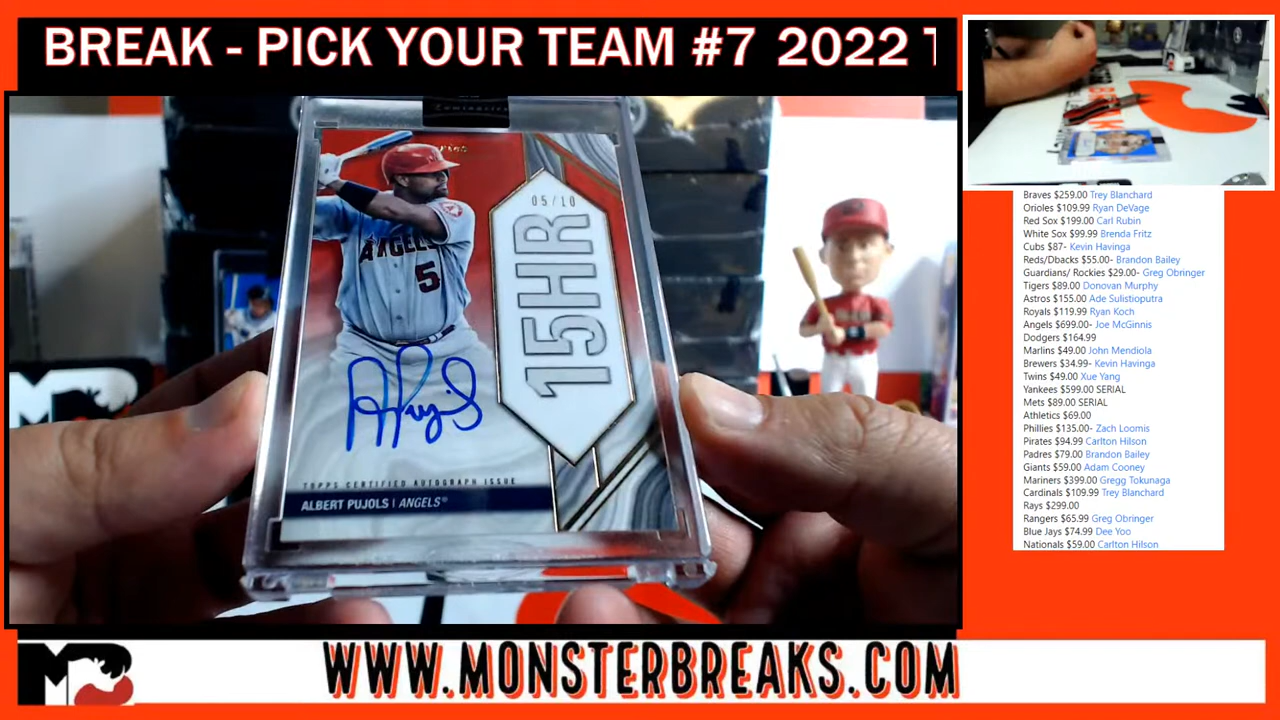 BREAK - PICK YOUR TEAM #7 2022 T
05/10
15HR
ANGELS
5
A Pujols
TOPPS CERTIFIED AUTOGRAPH ISSUE
ALBERT PUJOLS | ANGELS®
Braves $259.00 Trey Blanchard
Orioles $109.99 Ryan DeVage
Red Sox $199.00 Carl Rubin
White Sox $99.99 Brenda Fritz
Cubs $87- Kevin Havinga
Reds/Dbacks $55.00- Brandon Bailey
Guardians/ Rockies $29.00- Greg Obringer
Tigers $89.00 Donovan Murphy
Astros $155.00 Ade Sulistioputra
Royals $119.99 Ryan Koch
Angels $699.00- Joe McGinnis
Dodgers $164.99
Marlins $49.00 John Mendiola
Brewers $34.99- Kevin Havinga
Twins $49.00 Xue Yang
Yankees $599.00 SERIAL
Mets $89.00 SERIAL
Athletics $69.00
Phillies $135.00- Zach Loomis
Pirates $94.99 Carlton Hilson
Padres $79.00 Brandon Bailey
Giants $59.00 Adam Cooney
Mariners $399.00 Gregg Tokunaga
Cardinals $109.99 Trey Blanchard
Rays $299.00
Rangers $65.99 Greg Obringer
Blue Jays $74.99 Dee Yoo
Nationals $59.00 Carlton Hilson
WWW.MONSTERBREAKS.COM